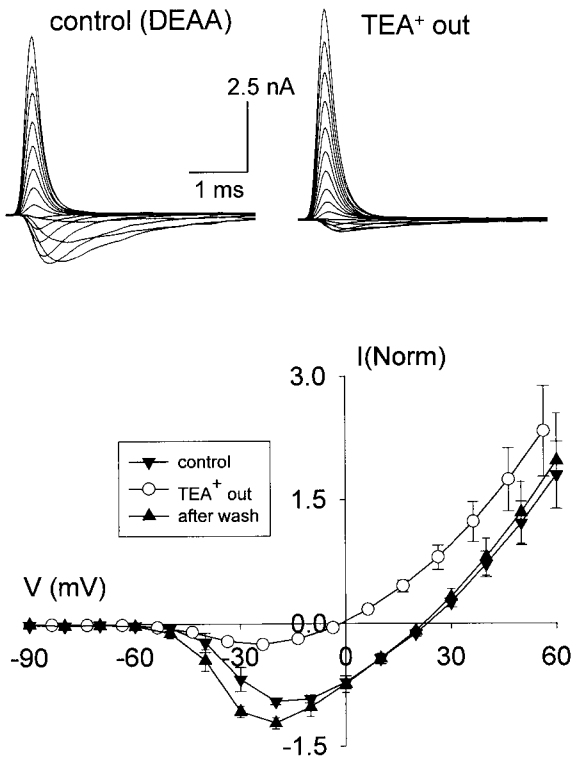 control (DEAA)
TEA⁺ out
2.5 nA
1 ms
I(Norm)
3.0
control
TEA⁺ out
after wash
1.5
V (mV)
0.0
-90
-60
-30
0
30
60
-1.5